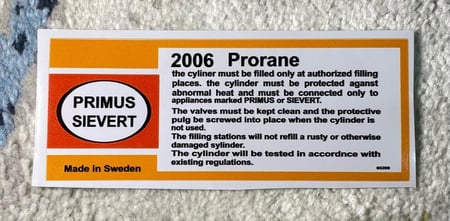 2006 Prorane
the cyliner must be filled only at authorized filling
places. the cylinder must be protected aganst
abnormal heat and must be connected only to
appliances marked PRIMUS or SIEVERT.
The valves must be kept clean and the protective
pulg be screwed into place when the cylinder is
not used.
The filling stations will not refill a rusty or otherwise
damaged sylinder.
The cylinder will be tested in accordnce with
existing regulations.
PRIMUS
SIEVERT
Made in Sweden